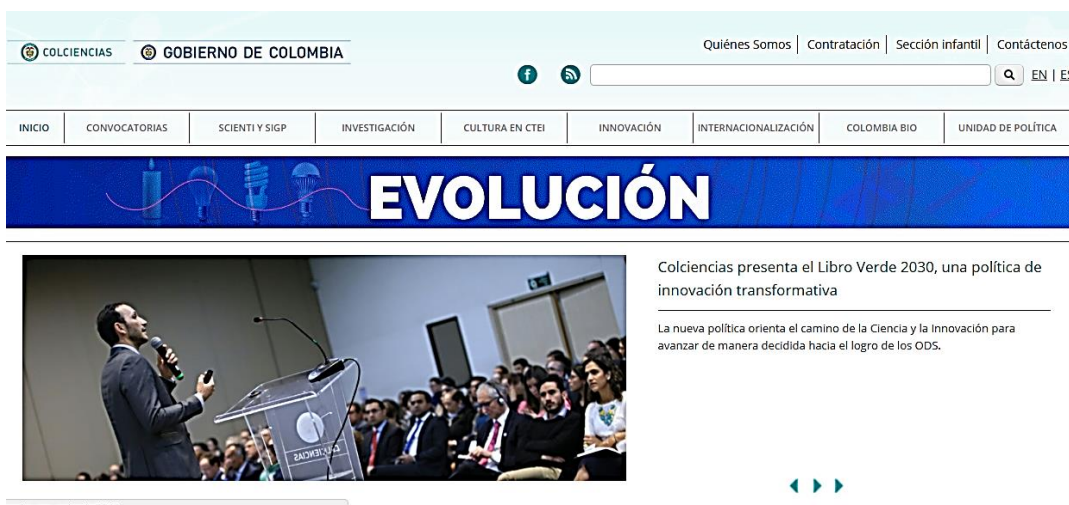 COLCIENCIAS GOBIERNO DE COLOMBIA
Quiénes Somos | Contratación | Sección infantil | Contáctenos
EN | ES
INICIO CONVOCATORIAS SCIENTI Y SIGP INVESTIGACIÓN CULTURA EN CTEI INNOVACIÓN INTERNACIONALIZACIÓN COLOMBIA BIO UNIDAD DE POLÍTICA
EVOLUCIÓN
Colciencias presenta el Libro Verde 2030, una política de
innovación transformativa
La nueva política orienta el camino de la Ciencia y la Innovación para
avanzar de manera decidida hacia el logro de los ODS.
COLCIENCIAS